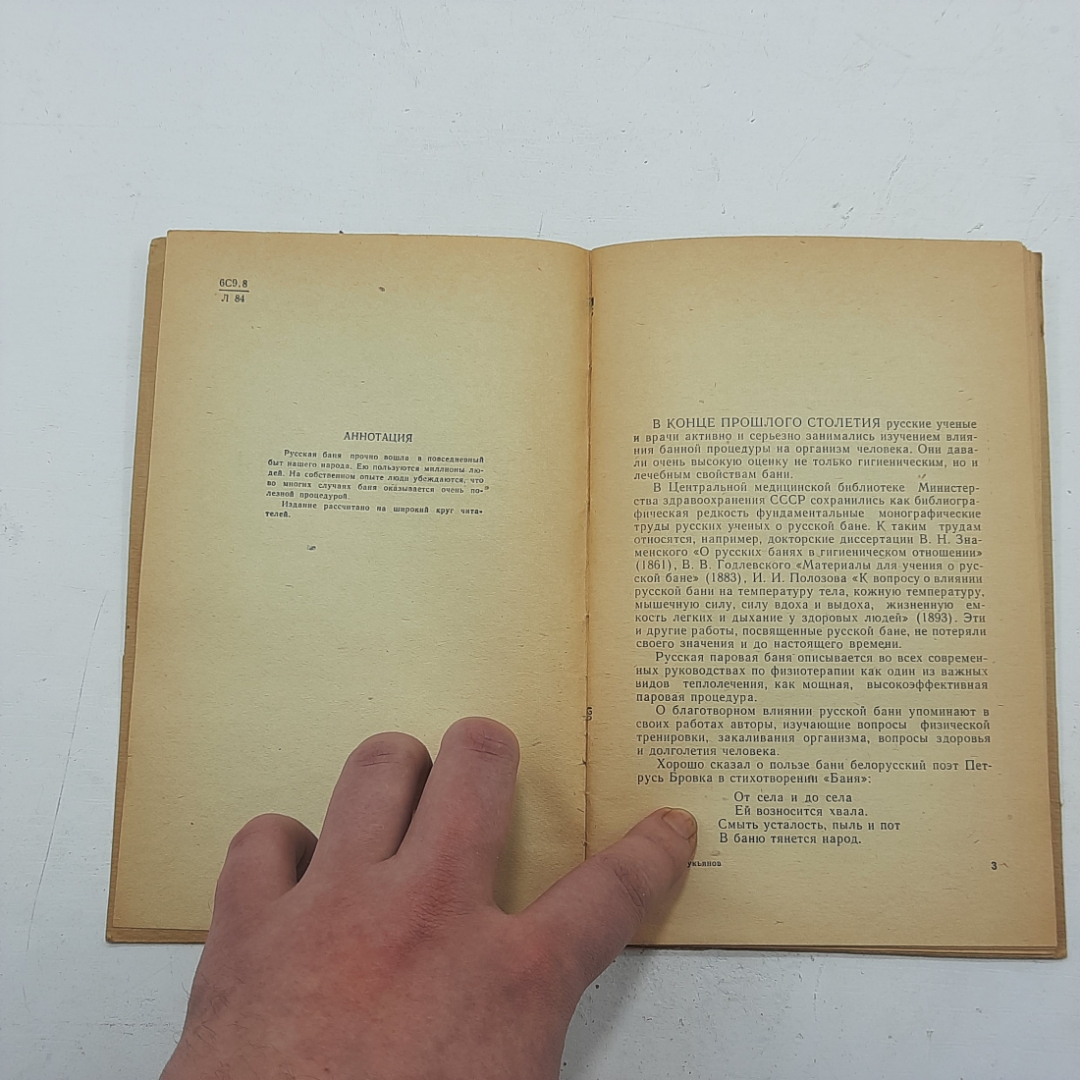 6С9.8
Л 84
АННОТАЦИЯ
Русская баня прочно вошла в повседневный
быт нашего народа. Ею пользуются миллионы лю-
дей. На собственном опыте люди убеждаются, что
во многих случаях баня оказывается очень по-
лезной процедурой.
Издание рассчитано на широкий круг чита-
телей.
В КОНЦЕ ПРОШЛОГО СТОЛЕТИЯ русские ученые
и врачи активно и серьезно занимались изучением влия-
ния банной процедуры на организм человека. Они дава-
ли очень высокую оценку не только гигиеническим, но и
лечебным свойствам бани.
В Центральной медицинской библиотеке Министер-
ства здравоохранения СССР сохранились как библиогра-
фическая редкость фундаментальные монографические
труды русских ученых о русской бане. К таким трудам
относятся, например, докторские диссертации В. Н. Зна-
менского «О русских банях в гигиеническом отношении»
(1861), В. В. Годлевского «Материалы для учения о рус-
ской бане» (1883), И. И. Полозова «К вопросу о влиянии
русской бани на температуру тела, кожную температуру,
мышечную силу, силу вдоха и выдоха, жизненную ем-
кость легких и дыхание у здоровых людей» (1893). Эти
и другие работы, посвященные русской бане, не потеряли
своего значения и до настоящего времени.
Русская паровая баня описывается во всех современ-
ных руководствах по физиотерапии как один из важных
видов теплолечения, как мощная, высокоэффективная
паровая процедура.
О благотворном влиянии русской бани упоминают в
своих работах авторы, изучающие вопросы физической
тренировки, закаливания организма, вопросы здоровья
и долголетия человека.
Хорошо сказал о пользе бани белорусский поэт Пет-
русь Бровка в стихотворении «Баня»:
От села и до села
Ей возносится хвала.
Смыть усталость, пыль и пот
В баню тянется народ.
укьянов
3